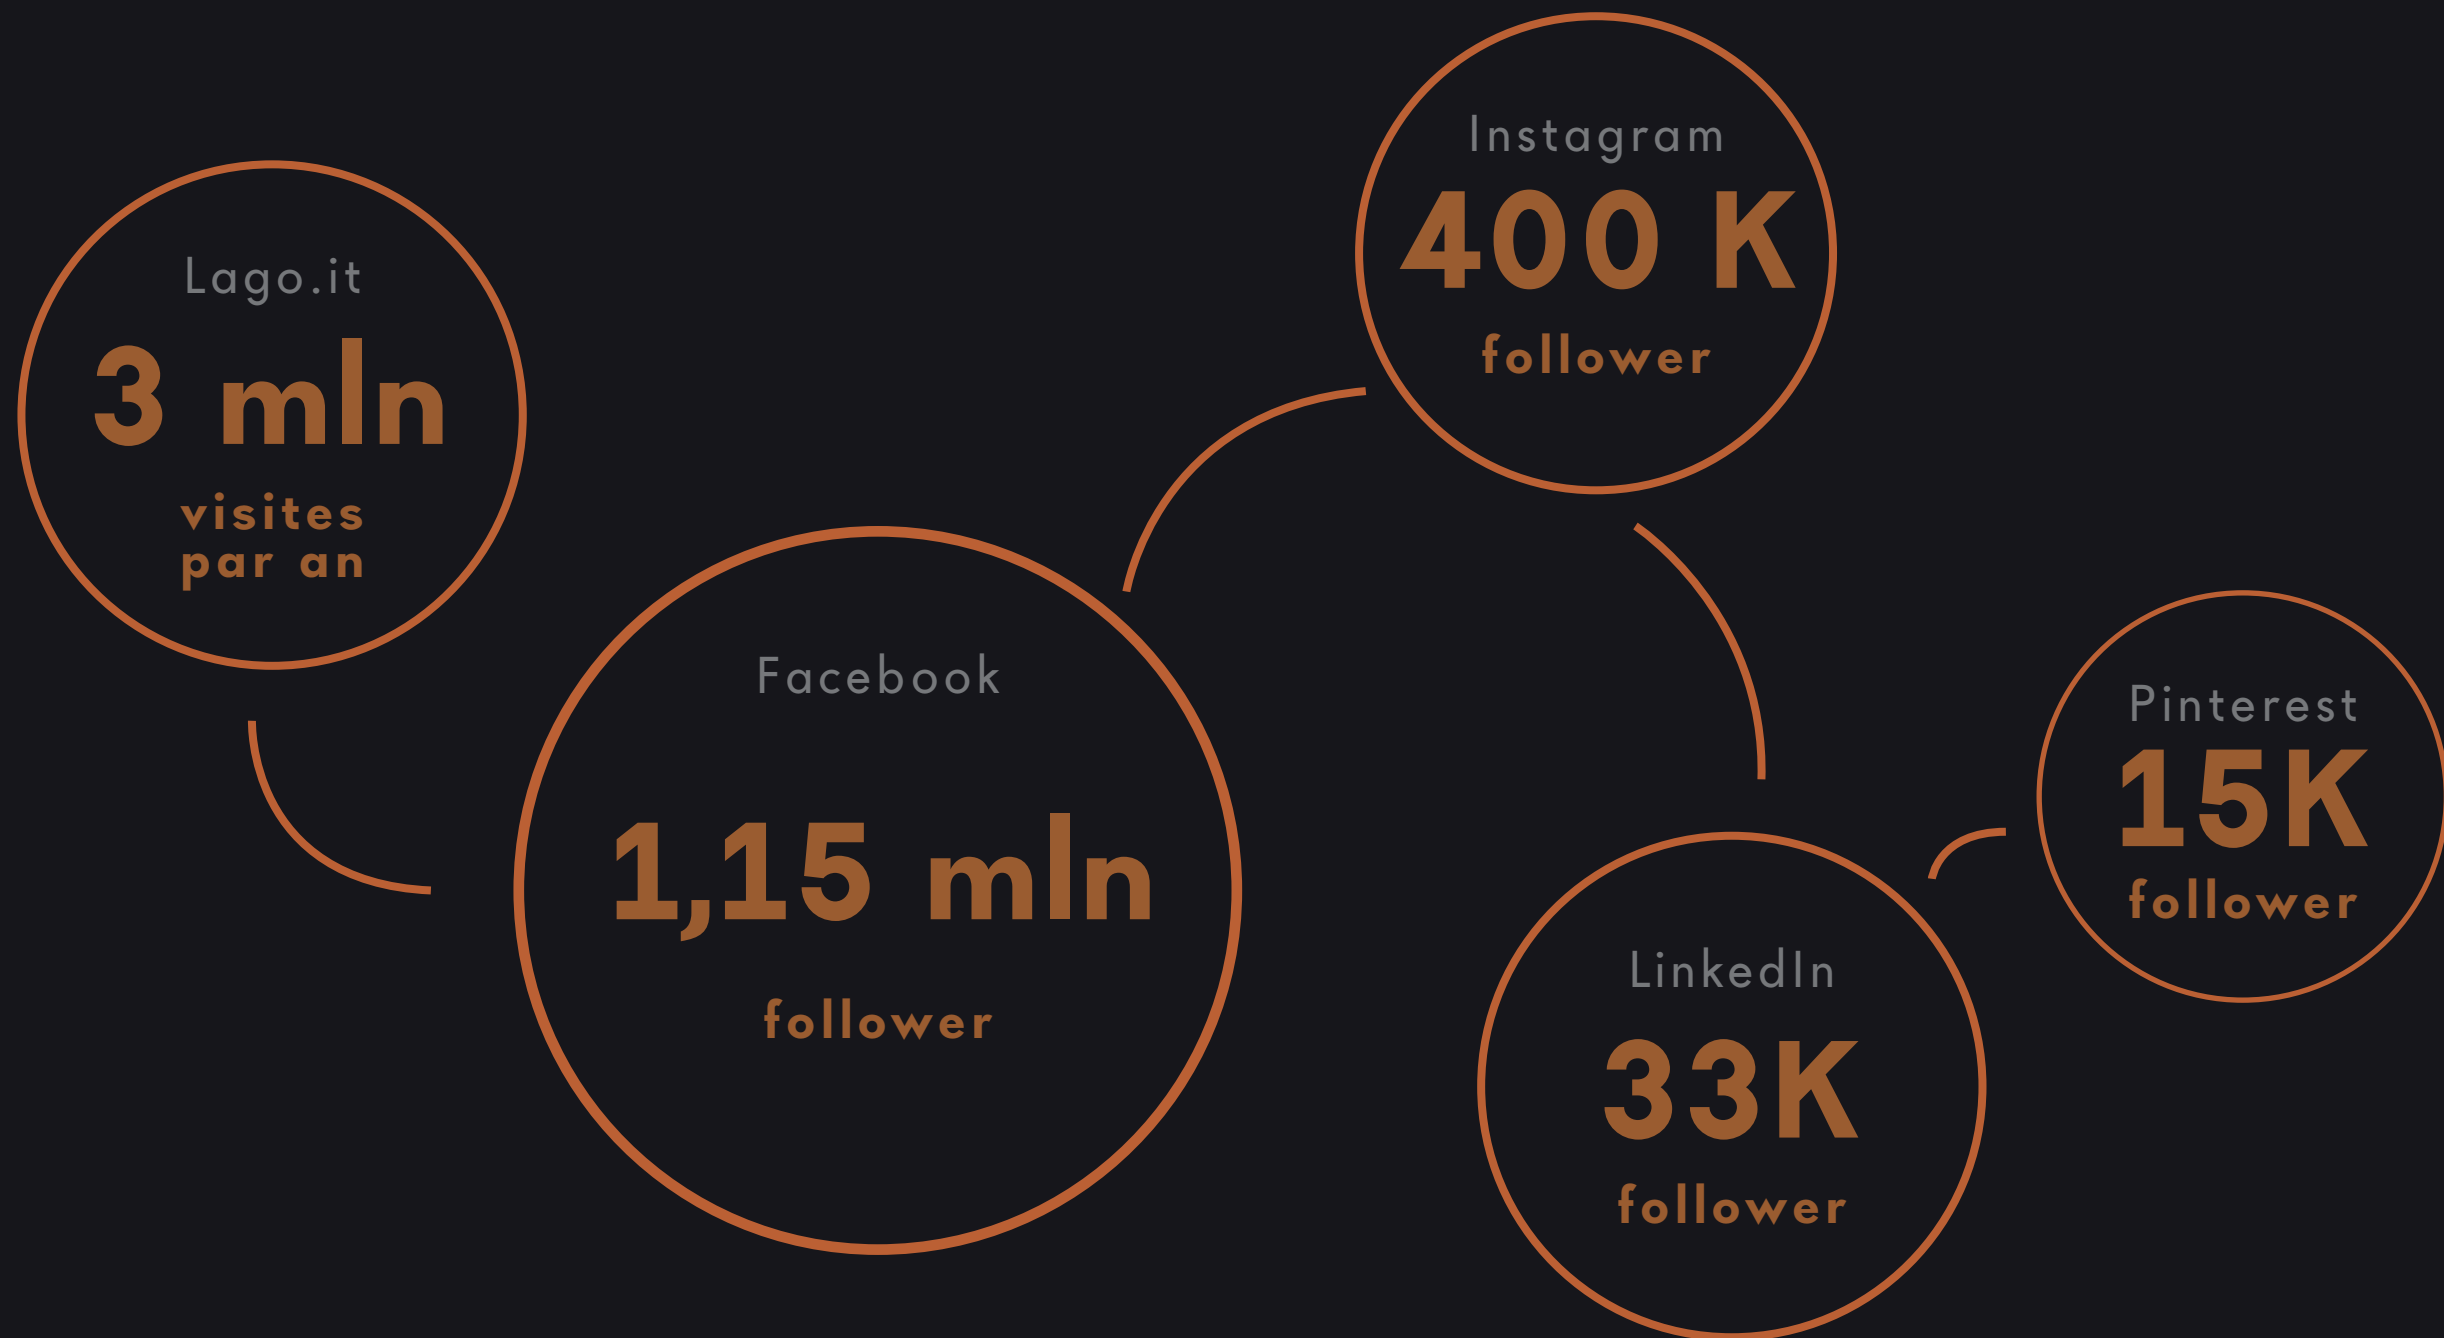 Lago.it
3 mln
visites
par an
Facebook
1,15 mln
follower
Instagram
400 K
follower
LinkedIn
33K
follower
Pinterest
15K
follower